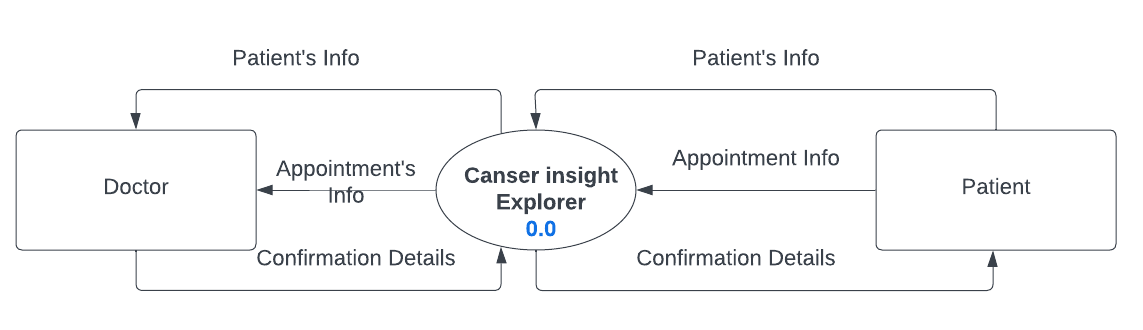 Patient's Info
Patient's Info
Doctor
Appointment's
Info
Canser insight
Explorer
0.0
Appointment Info
Patient
Confirmation Details
Confirmation Details